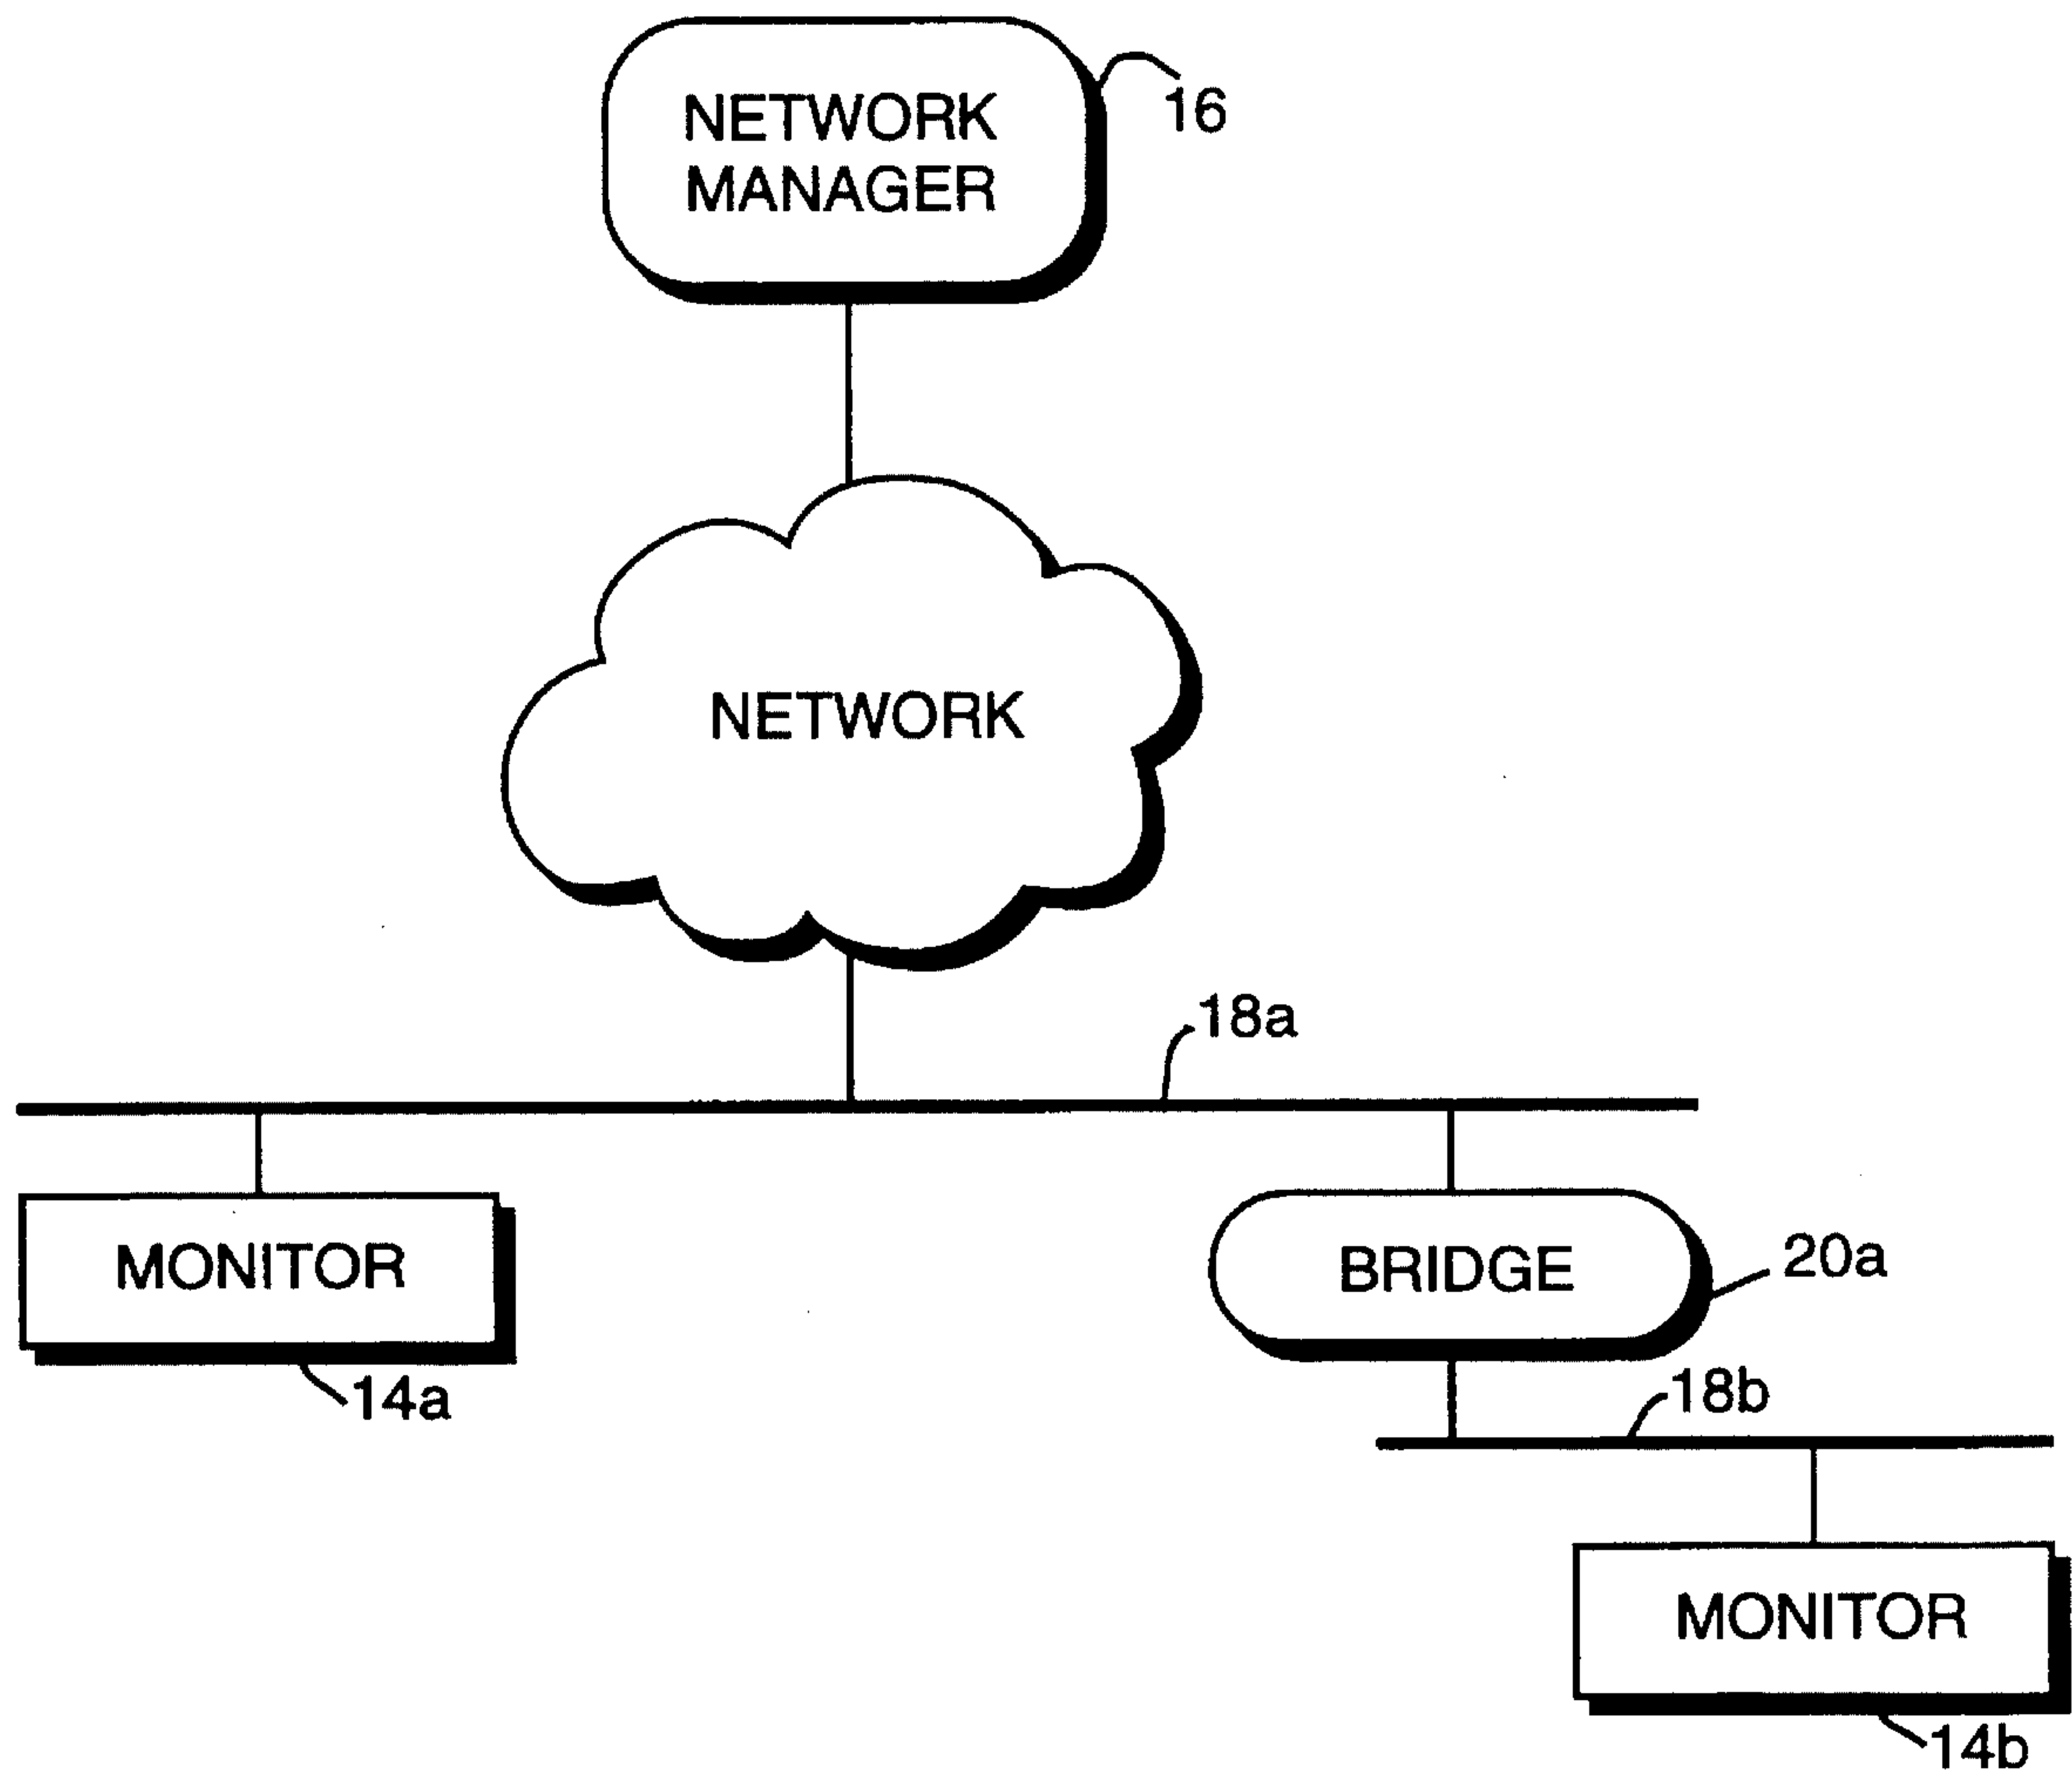 NETWORK
MANAGER
16
NETWORK
18a
MONITOR
BRIDGE
20a
14a
18b
MONITOR
14b